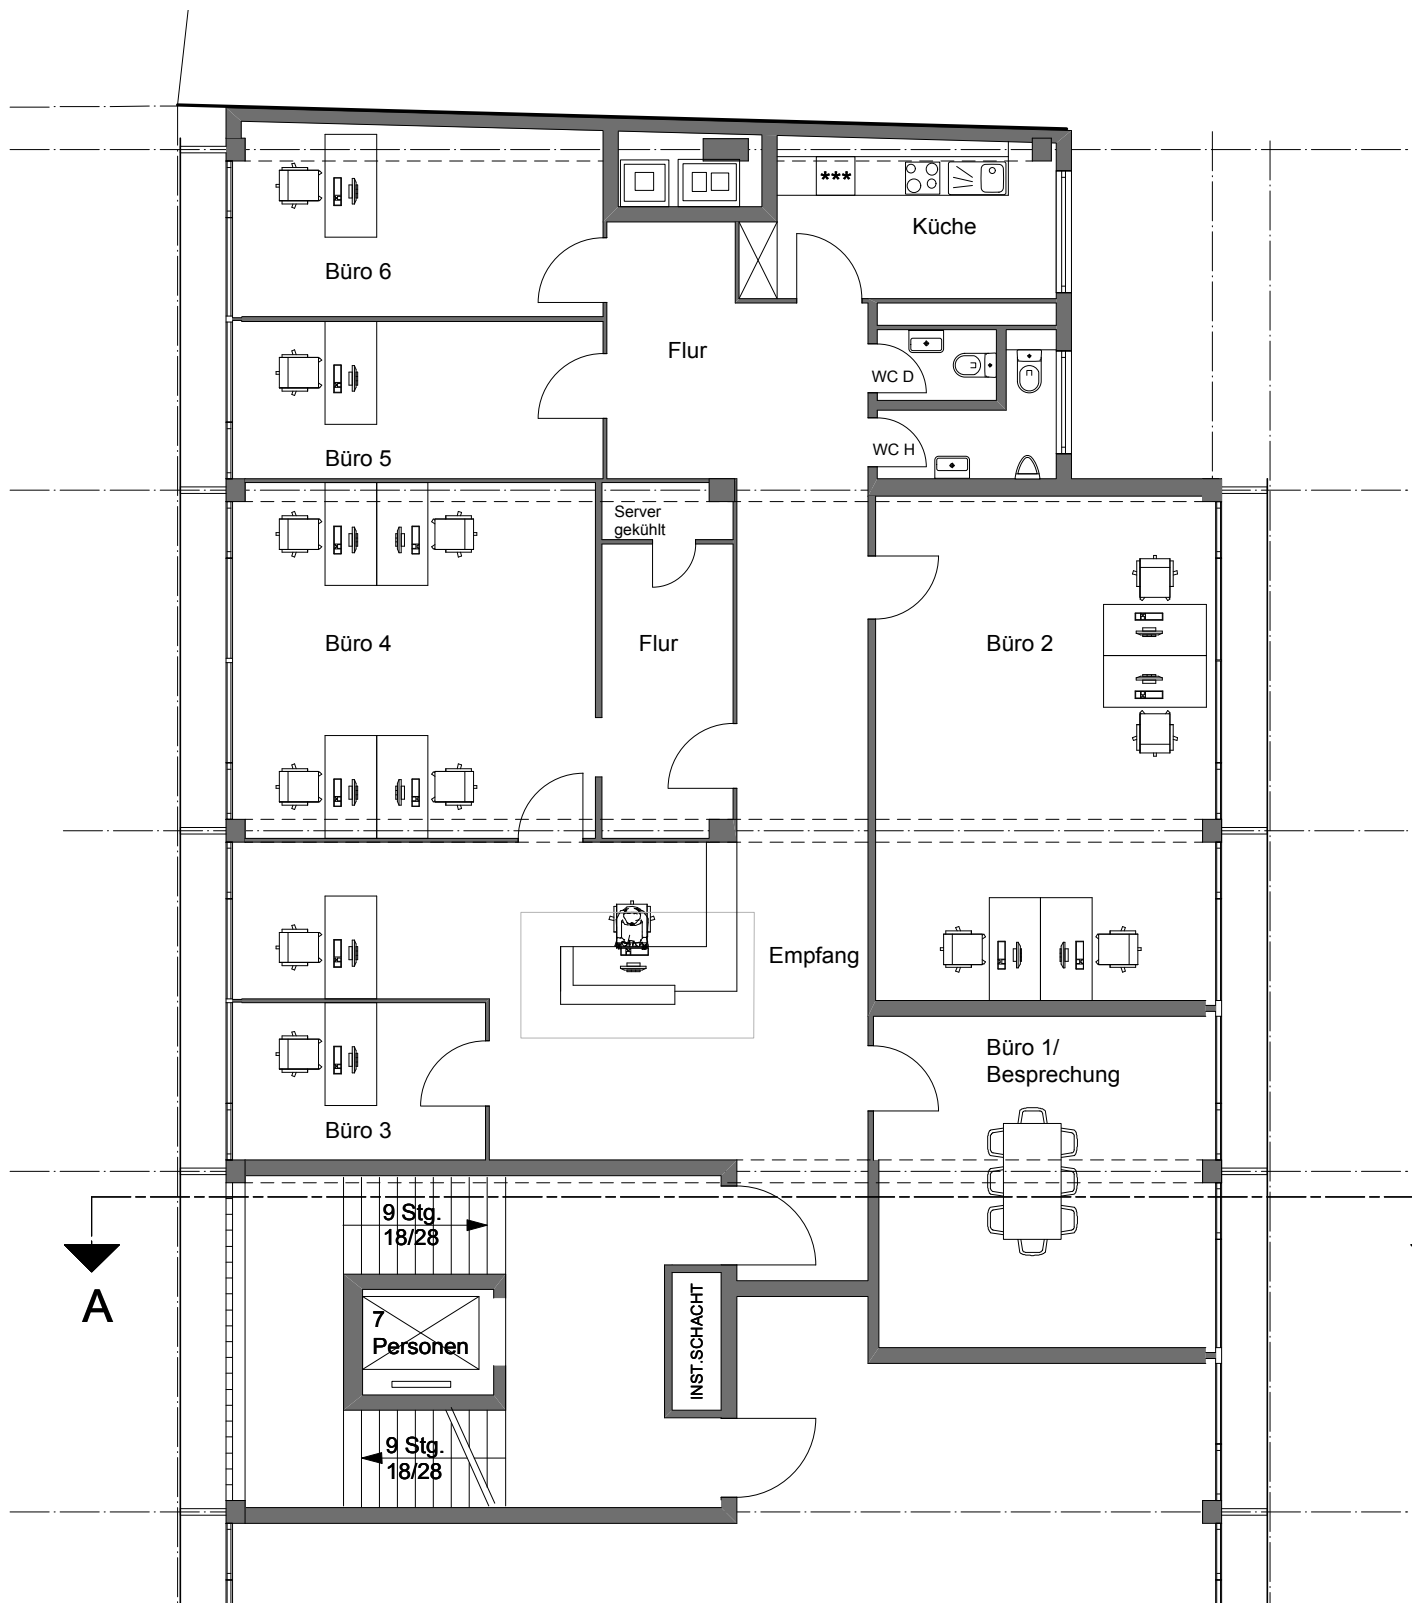 ***
Küche
Büro 6
Flur
WC D
WC H
Büro 5
Server
gekühlt
Büro 4
Flur
Büro 2
Empfang
Büro 1/
Besprechung
Büro 3
9 Stg.
18/28
A
7
Personen
INST.SCHACHT
9 Stg.
18/28